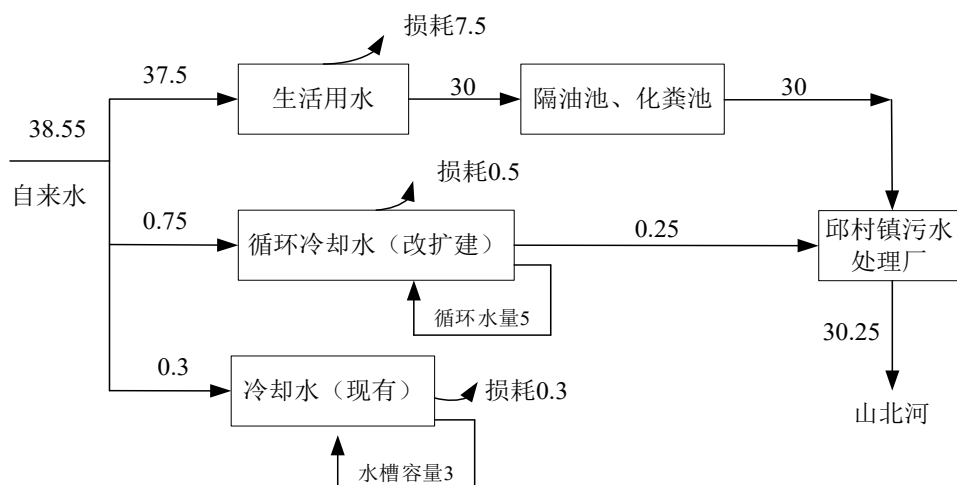 损耗7.5
37.5
生活用水
30
隔油池、化粪池
30
38.55
自来水
损耗0.5
0.75
循环冷却水（改扩建）
0.25
邱村镇污水
处理厂
循环水量5
30.25
0.3
冷却水（现有）
损耗0.3
山北河
水槽容量3